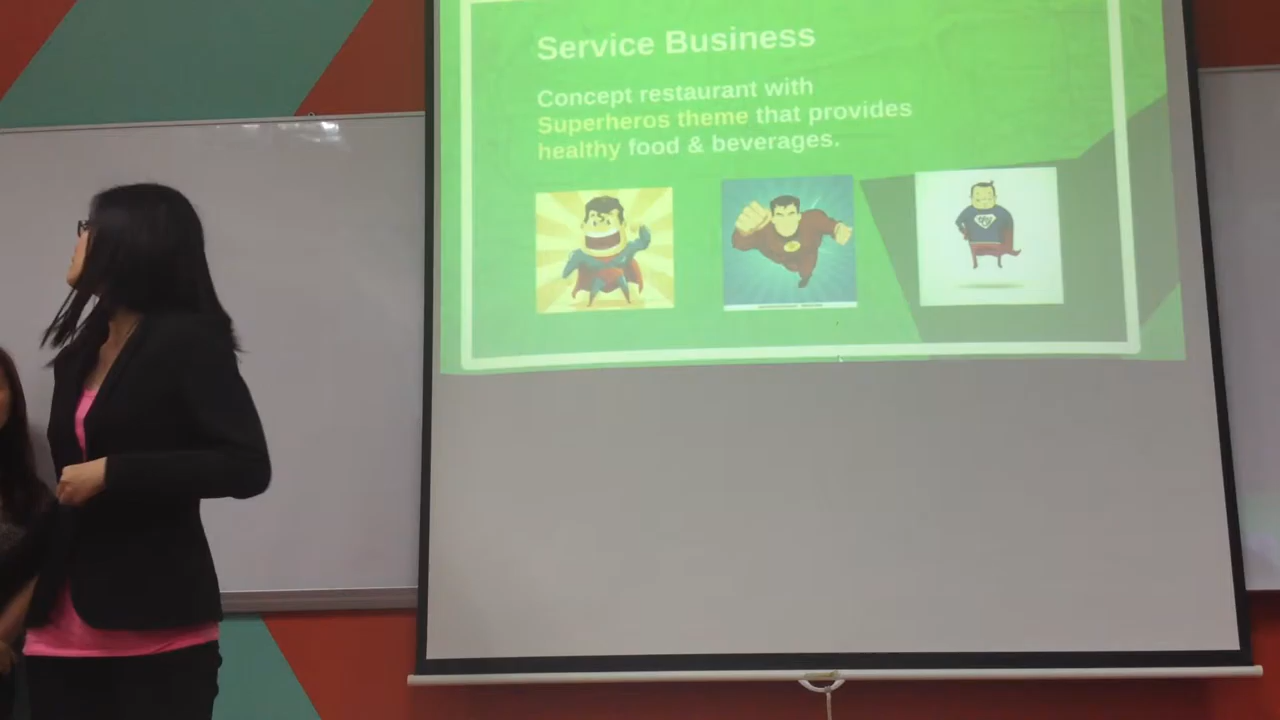 Service Business
Concept restaurant with
Superheros theme that provides
healthy food & beverages.